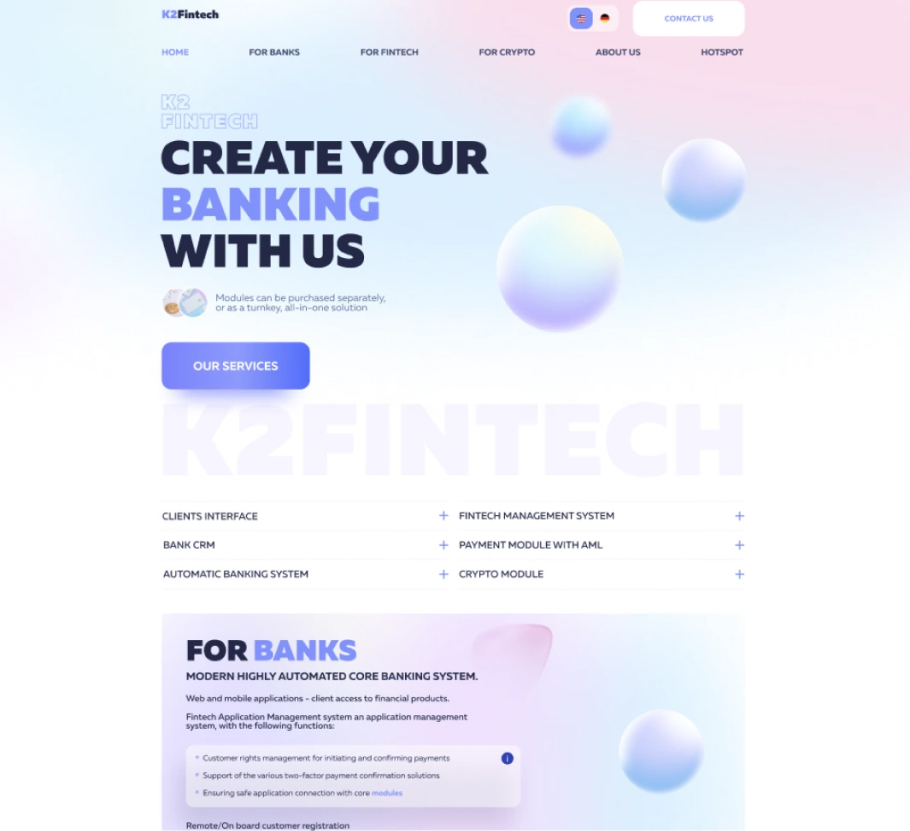 K2Fintech
CONTACT US
HOME FOR BANKS FOR FINTECH FOR CRYPTO ABOUT US HOTSPOT
K2
FINTECH
CREATE YOUR
BANKING
WITH US
Modules can be purchased separately,
or as a turnkey, all-in-one solution
OUR SERVICES
K2FINTECH
CLIENTS INTERFACE + FINTECH MANAGEMENT SYSTEM +
BANK CRM + PAYMENT MODULE WITH AML +
AUTOMATIC BANKING SYSTEM + CRYPTO MODULE +
FOR BANKS
MODERN HIGHLY AUTOMATED CORE BANKING SYSTEM.
Web and mobile applications - client access to financial products.
Fintech Application Management system an application management
system, with the following functions:
Customer rights management for initiating and confirming payments
i
Support of the various two-factor payment confirmation solutions
Ensuring safe application connection with core modules
Remote/On board customer registration